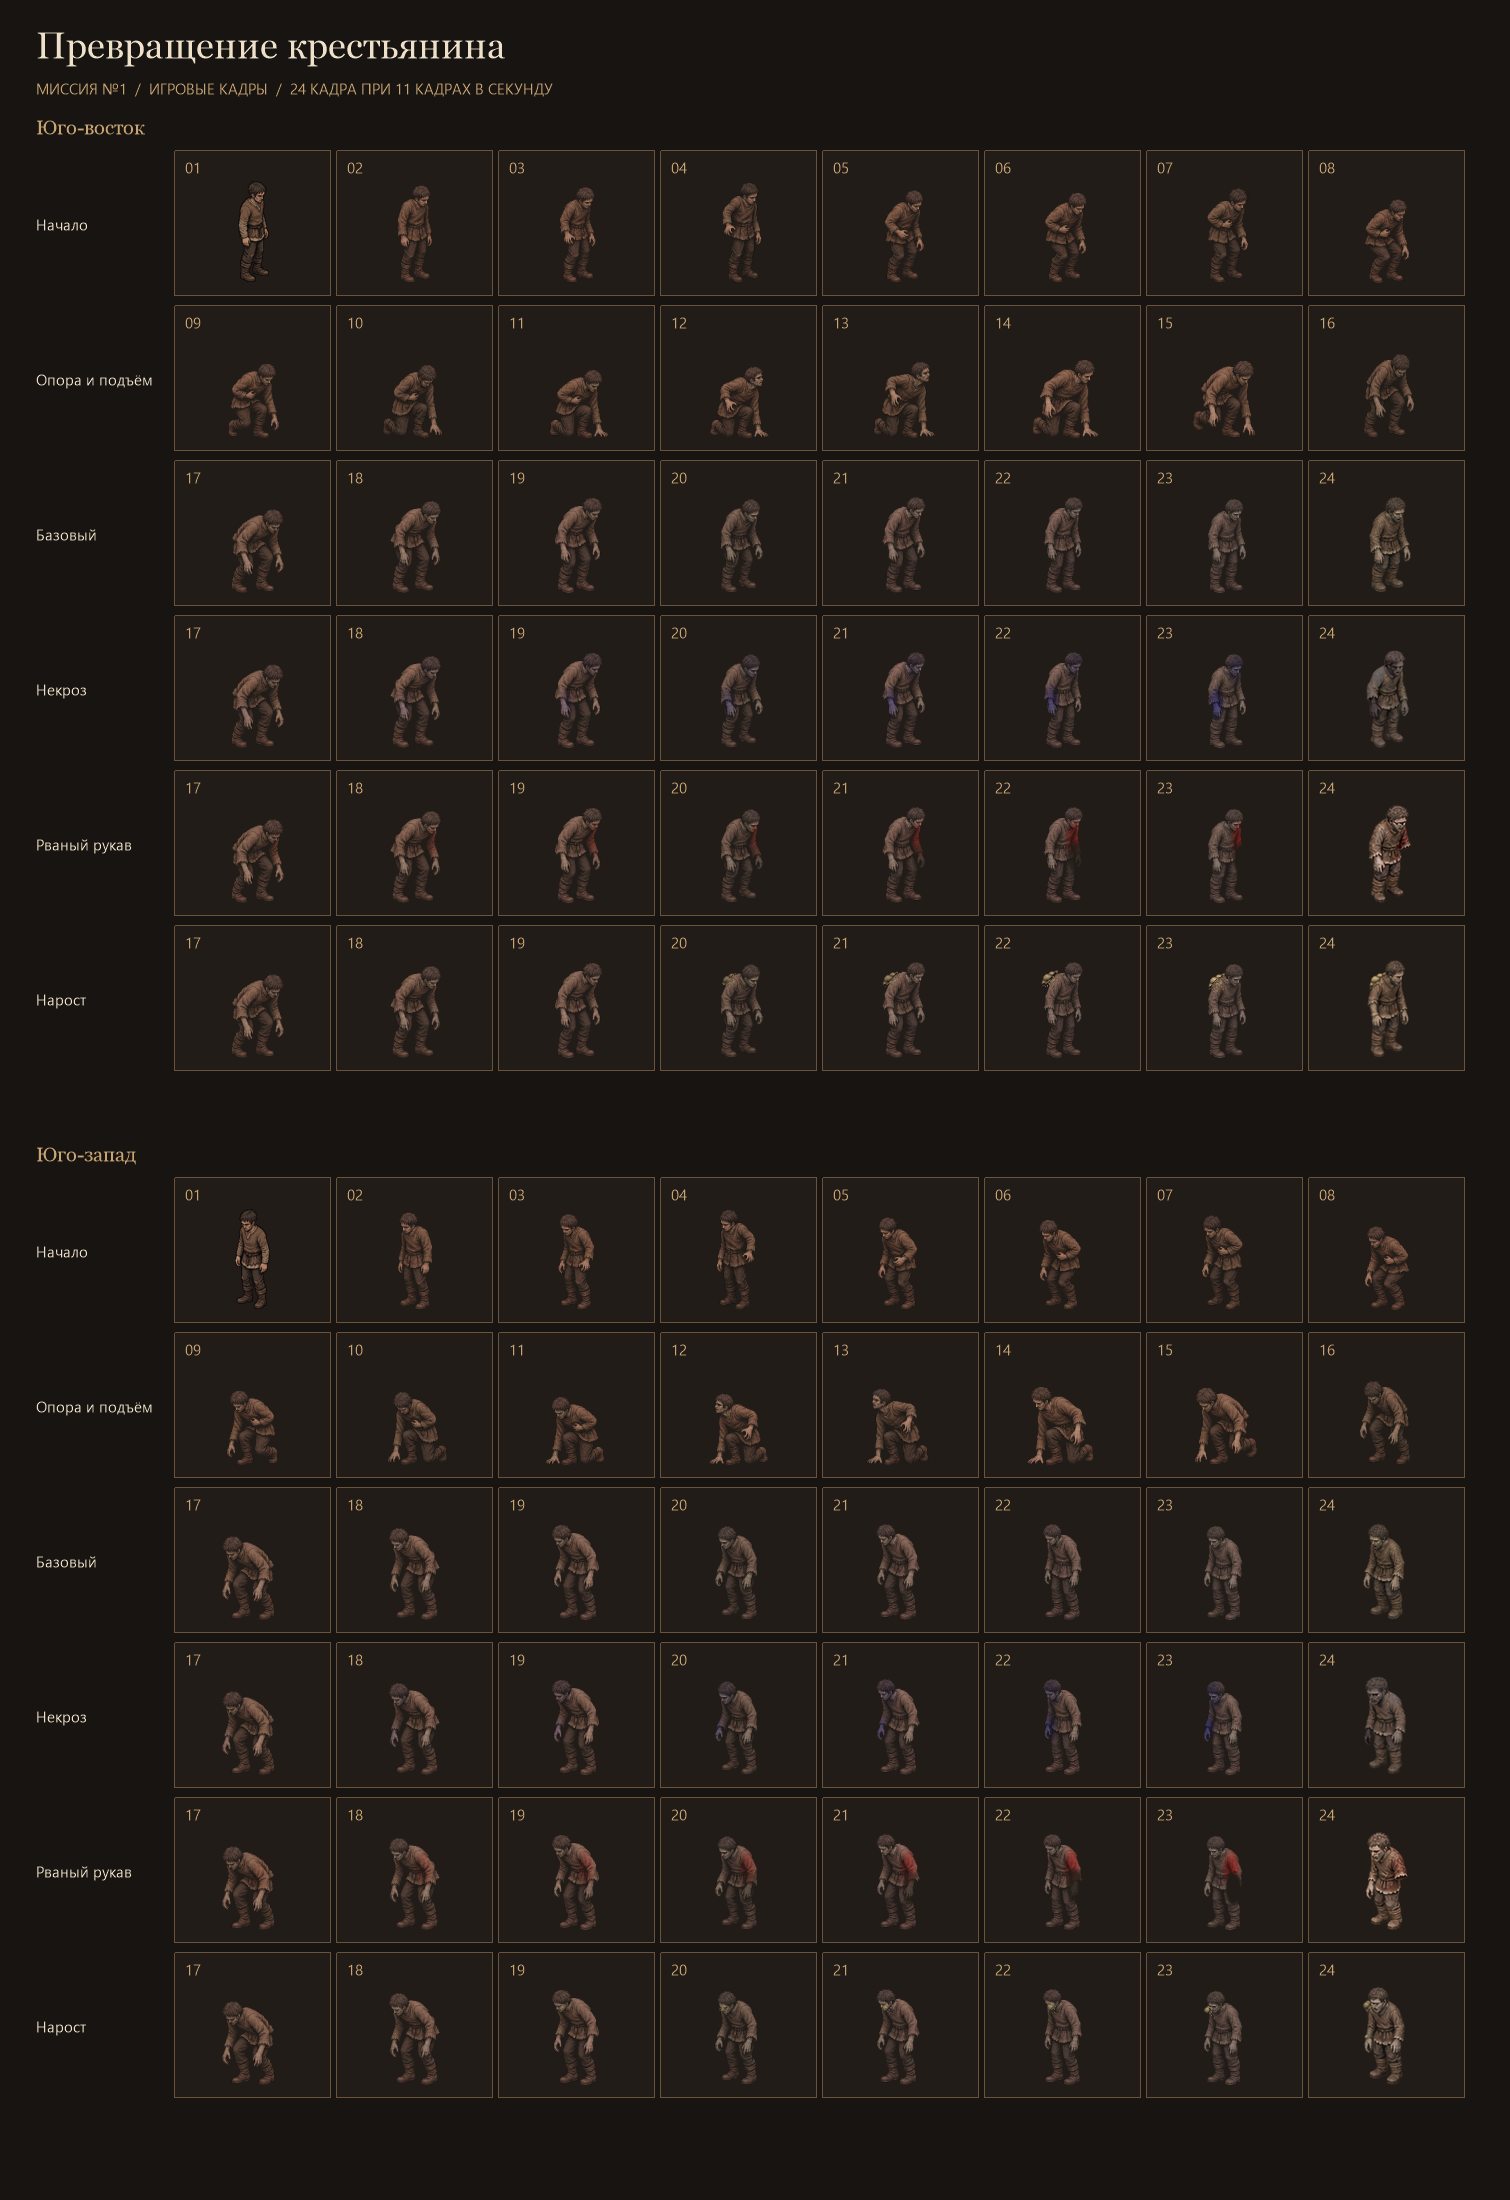 Превращение крестьянина
МИССИЯ №1 / ИГРОВЫЕ КАДРЫ / 24 КАДРА ПРИ 11 КАДРАХ В СЕКУНДУ
Юго-восток
01 02 03 04 05 06 07 08
Начало
09 10 11 12 13 14 15 16
Опора и подъём
17 18 19 20 21 22 23 24
Базовый
17 18 19 20 21 22 23 24
Некроз
17 18 19 20 21 22 23 24
Рваный рукав
17 18 19 20 21 22 23 24
Нарост
Юго-запад
01 02 03 04 05 06 07 08
Начало
09 10 11 12 13 14 15 16
Опора и подъём
17 18 19 20 21 22 23 24
Базовый
17 18 19 20 21 22 23 24
Некроз
17 18 19 20 21 22 23 24
Рваный рукав
17 18 19 20 21 22 23 24
Нарост